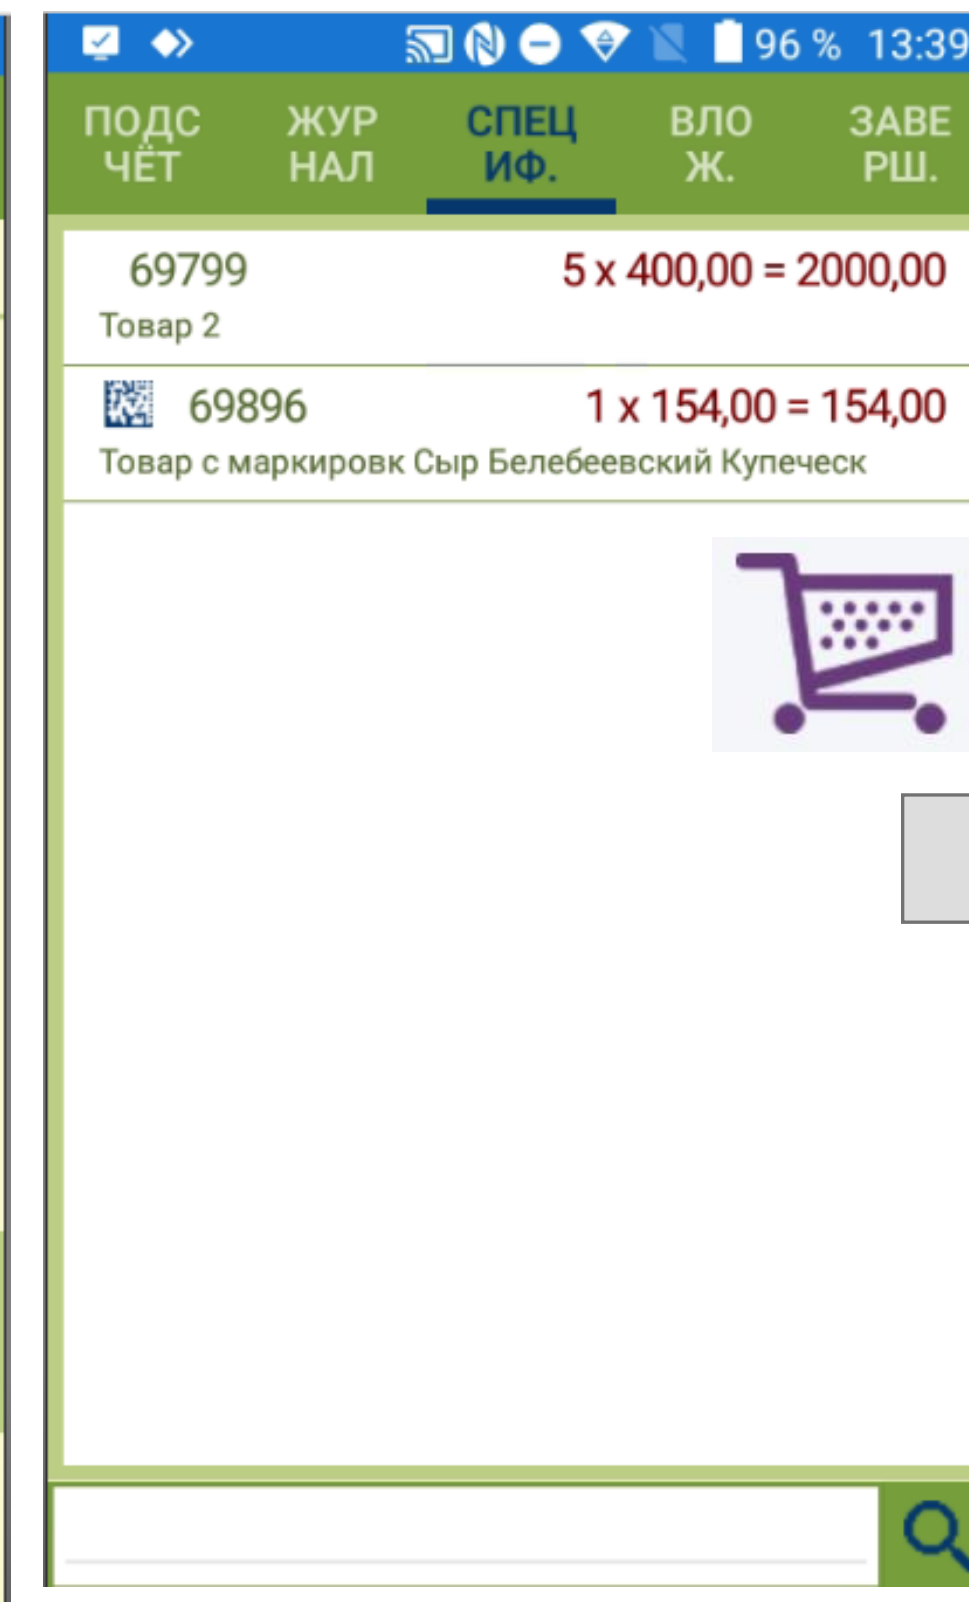 96 % 13:39
ПОДС ЖУР СПЕЦ ВЛО ЗАВЕ
ЧЁТ НАЛ ИФ. Ж. РШ.
69799 5 x 400,00 = 2000,00
Товар 2
69896 1 x 154,00 = 154,00
Товар с маркировк Сыр Белебеевский Купеческ